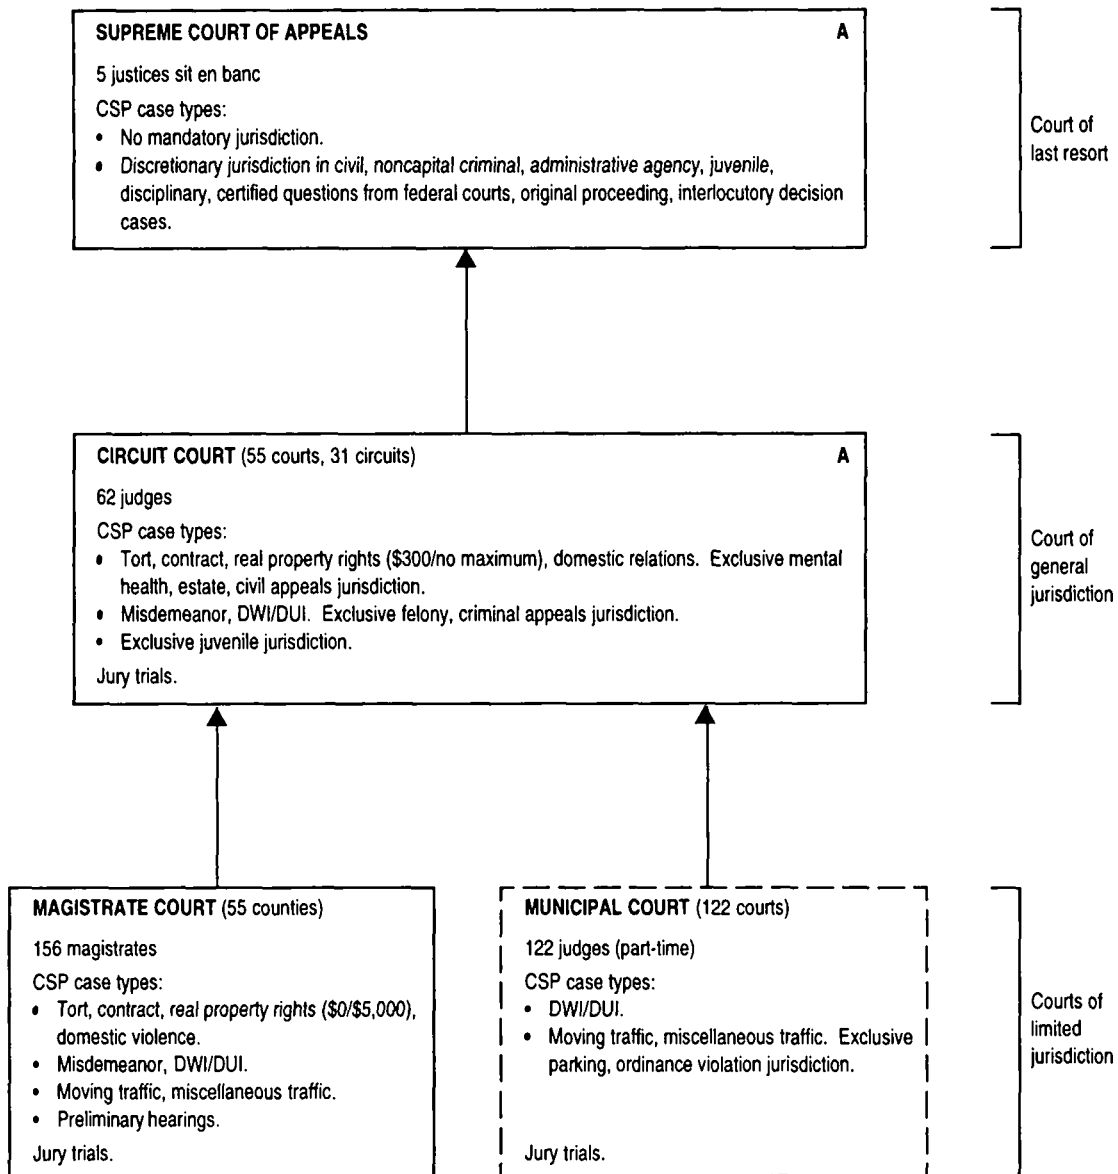 SUPREME COURT OF APPEALS A
5 justices sit en banc
CSP case types:
• No mandatory jurisdiction.
• Discretionary jurisdiction in civil, noncapital criminal, administrative agency, juvenile,
disciplinary, certified questions from federal courts, original proceeding, interlocutory decision
cases.
Court of
last resort
CIRCUIT COURT (55 courts, 31 circuits) A
62 judges
CSP case types:
• Tort, contract, real property rights ($300/no maximum), domestic relations. Exclusive mental
health, estate, civil appeals jurisdiction.
• Misdemeanor, DWI/DUI. Exclusive felony, criminal appeals jurisdiction.
• Exclusive juvenile jurisdiction.
Jury trials.
Court of
general
jurisdiction
MAGISTRATE COURT (55 counties)
156 magistrates
CSP case types:
• Tort, contract, real property rights ($0/$5,000),
domestic violence.
• Misdemeanor, DWI/DUI.
• Moving traffic, miscellaneous traffic.
• Preliminary hearings.
Jury trials.
MUNICIPAL COURT (122 courts)
122 judges (part-time)
CSP case types:
• DWI/DUI.
• Moving traffic, miscellaneous traffic. Exclusive
parking, ordinance violation jurisdiction.
Jury trials.
Courts of
limited
jurisdiction